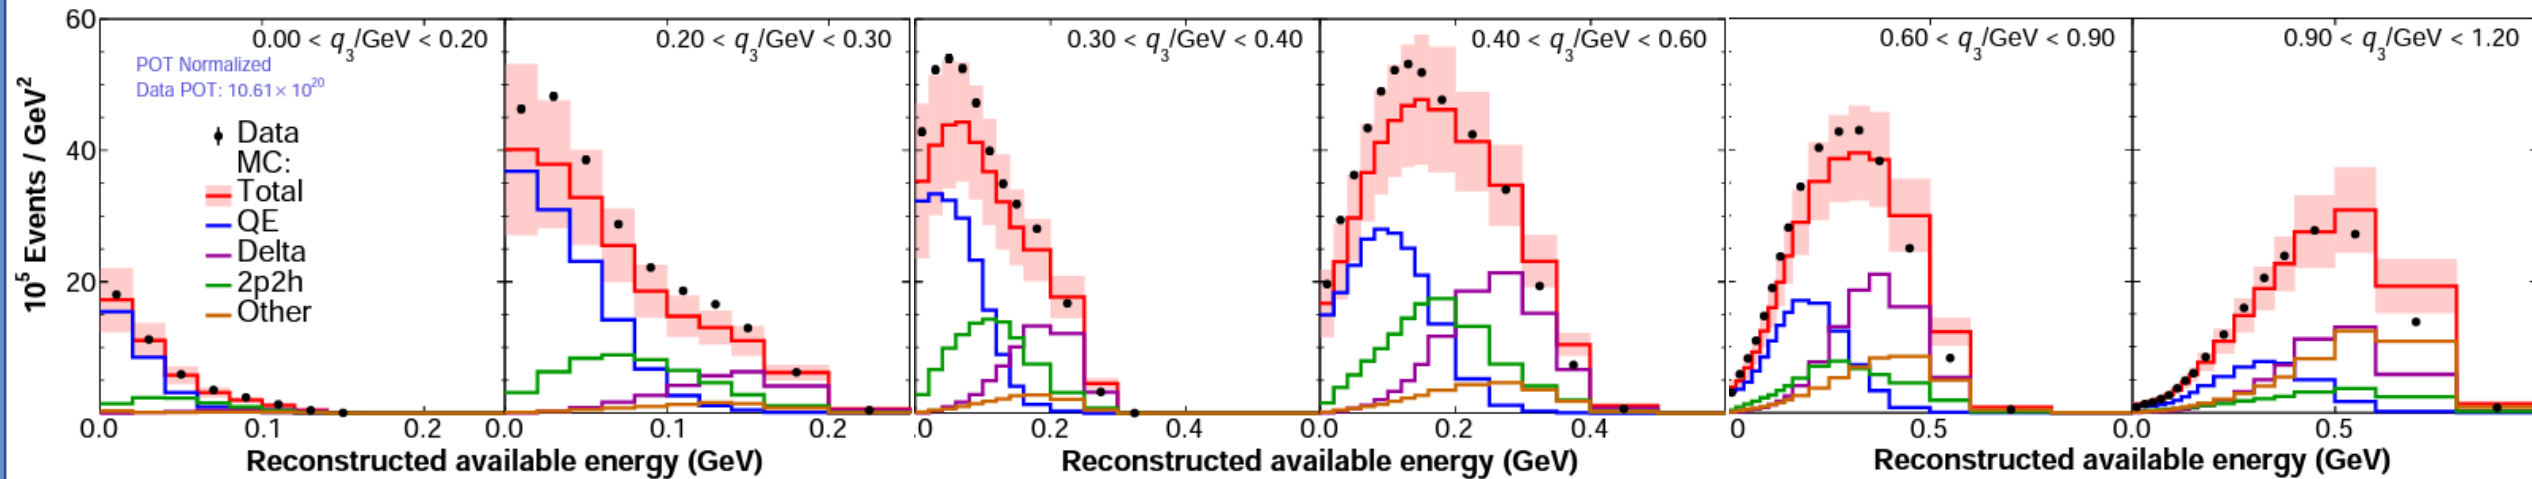 60
40
20
10⁵ Events / GeV²
0.00 < q₃/GeV < 0.20
POT Normalized
Data POT: 10.61× 10²⁰
Data
MC:
Total
QE
Delta
2p2h
Other
0.20 < q₃/GeV < 0.30
0.30 < q₃/GeV < 0.40
0.40 < q₃/GeV < 0.60
0.60 < q₃/GeV < 0.90
0.90 < q₃/GeV < 1.20
0.0 0.1 0.2 0.0 0.1 0.2
.0 0.2 0.4 0.0 0.2 0.4
0 0.5 0.0 0.5
Reconstructed available energy (GeV)
Reconstructed available energy (GeV)
Reconstructed available energy (GeV)